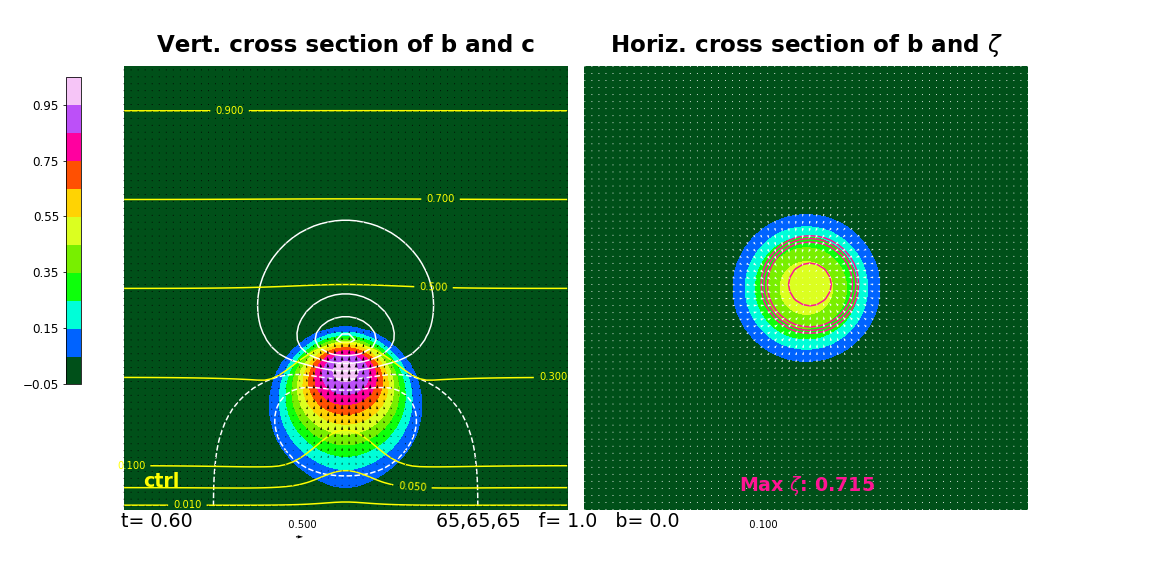 Vert. cross section of b and c
Horiz. cross section of b and ζ
0.95
0.75
0.55
0.35
0.15
−0.05
0.900
0.700
0.500
0.300
0.100
0.050
0.010
ctrl
Max ζ: 0.715
t= 0.60
0.500
65,65,65 f= 1.0 b= 0.0
0.100